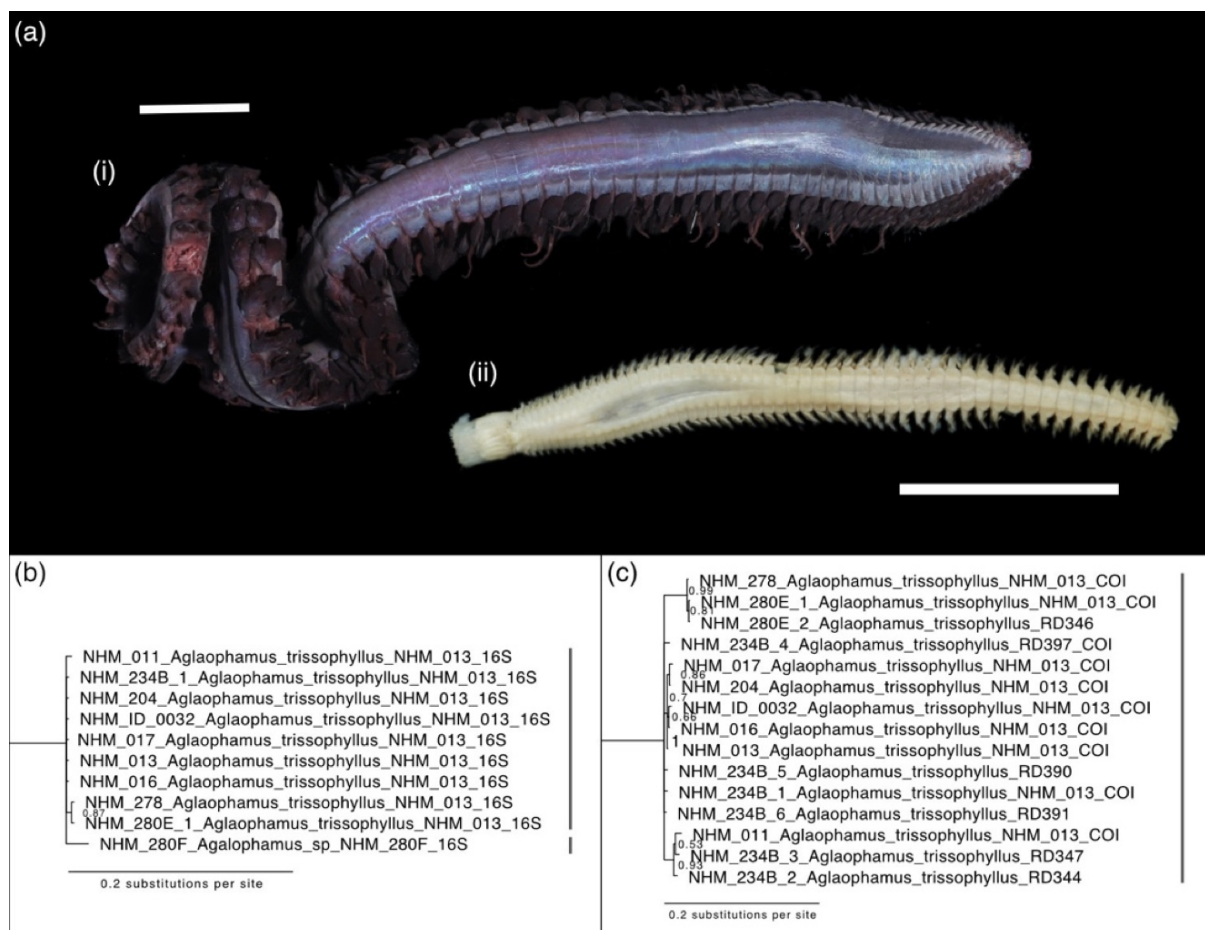 (a)
(i)
(ii)
(b)
NHM_011_Aglaophamus_trissophyllus_NHM_013_16S
NHM_234B_1_Aglaophamus_trissophyllus_NHM_013_16S
NHM_204_Aglaophamus_trissophyllus_NHM_013_16S
NHM_ID_0032_Aglaophamus_trissophyllus_NHM_013_16S
NHM_017_Aglaophamus_trissophyllus_NHM_013_16S
NHM_013_Aglaophamus_trissophyllus_NHM_013_16S
NHM_016_Aglaophamus_trissophyllus_NHM_013_16S
NHM_278_Aglaophamus_trissophyllus_NHM_013_16S
0.87
NHM_280E_1_Aglaophamus_trissophyllus_NHM_013_16S
NHM_280F_Agalophamus_sp_NHM_280F_16S
0.2 substitutions per site
(c)
NHM_278_Aglaophamus_trissophyllus_NHM_013_COI
0.99
NHM_280E_1_Aglaophamus_trissophyllus_NHM_013_COI
0.81
NHM_280E_2_Aglaophamus_trissophyllus_RD346
NHM_234B_4_Aglaophamus_trissophyllus_RD397_COI
NHM_017_Aglaophamus_trissophyllus_NHM_013_COI
0.86
NHM_204_Aglaophamus_trissophyllus_NHM_013_COI
0.7
NHM_ID_0032_Aglaophamus_trissophyllus_NHM_013_COI
0.66
NHM_016_Aglaophamus_trissophyllus_NHM_013_COI
1
NHM_013_Aglaophamus_trissophyllus_NHM_013_COI
NHM_234B_5_Aglaophamus_trissophyllus_RD390
NHM_234B_1_Aglaophamus_trissophyllus_NHM_013_COI
NHM_234B_6_Aglaophamus_trissophyllus_RD391
NHM_011_Aglaophamus_trissophyllus_NHM_013_COI
0.53
NHM_234B_3_Aglaophamus_trissophyllus_RD347
0.93
NHM_234B_2_Aglaophamus_trissophyllus_RD344
0.2 substitutions per site